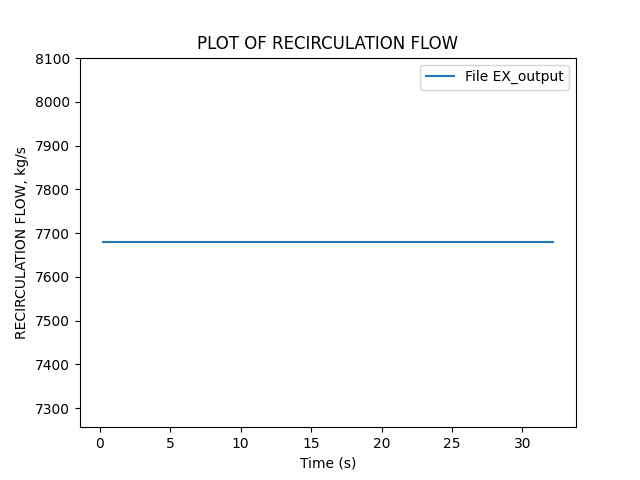 PLOT OF RECIRCULATION FLOW
File EX_output
RECIRCULATION FLOW, kg/s
8100
8000
7900
7800
7700
7600
7500
7400
7300
0 5 10 15 20 25 30
Time (s)